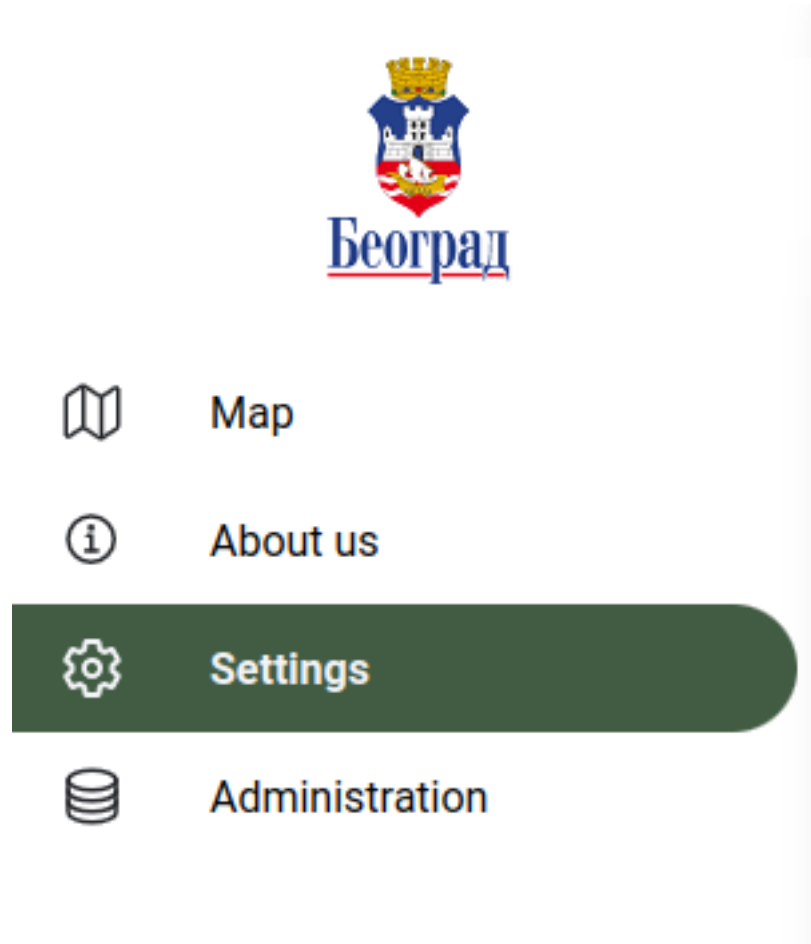 Београд
Map
About us
Settings
Administration